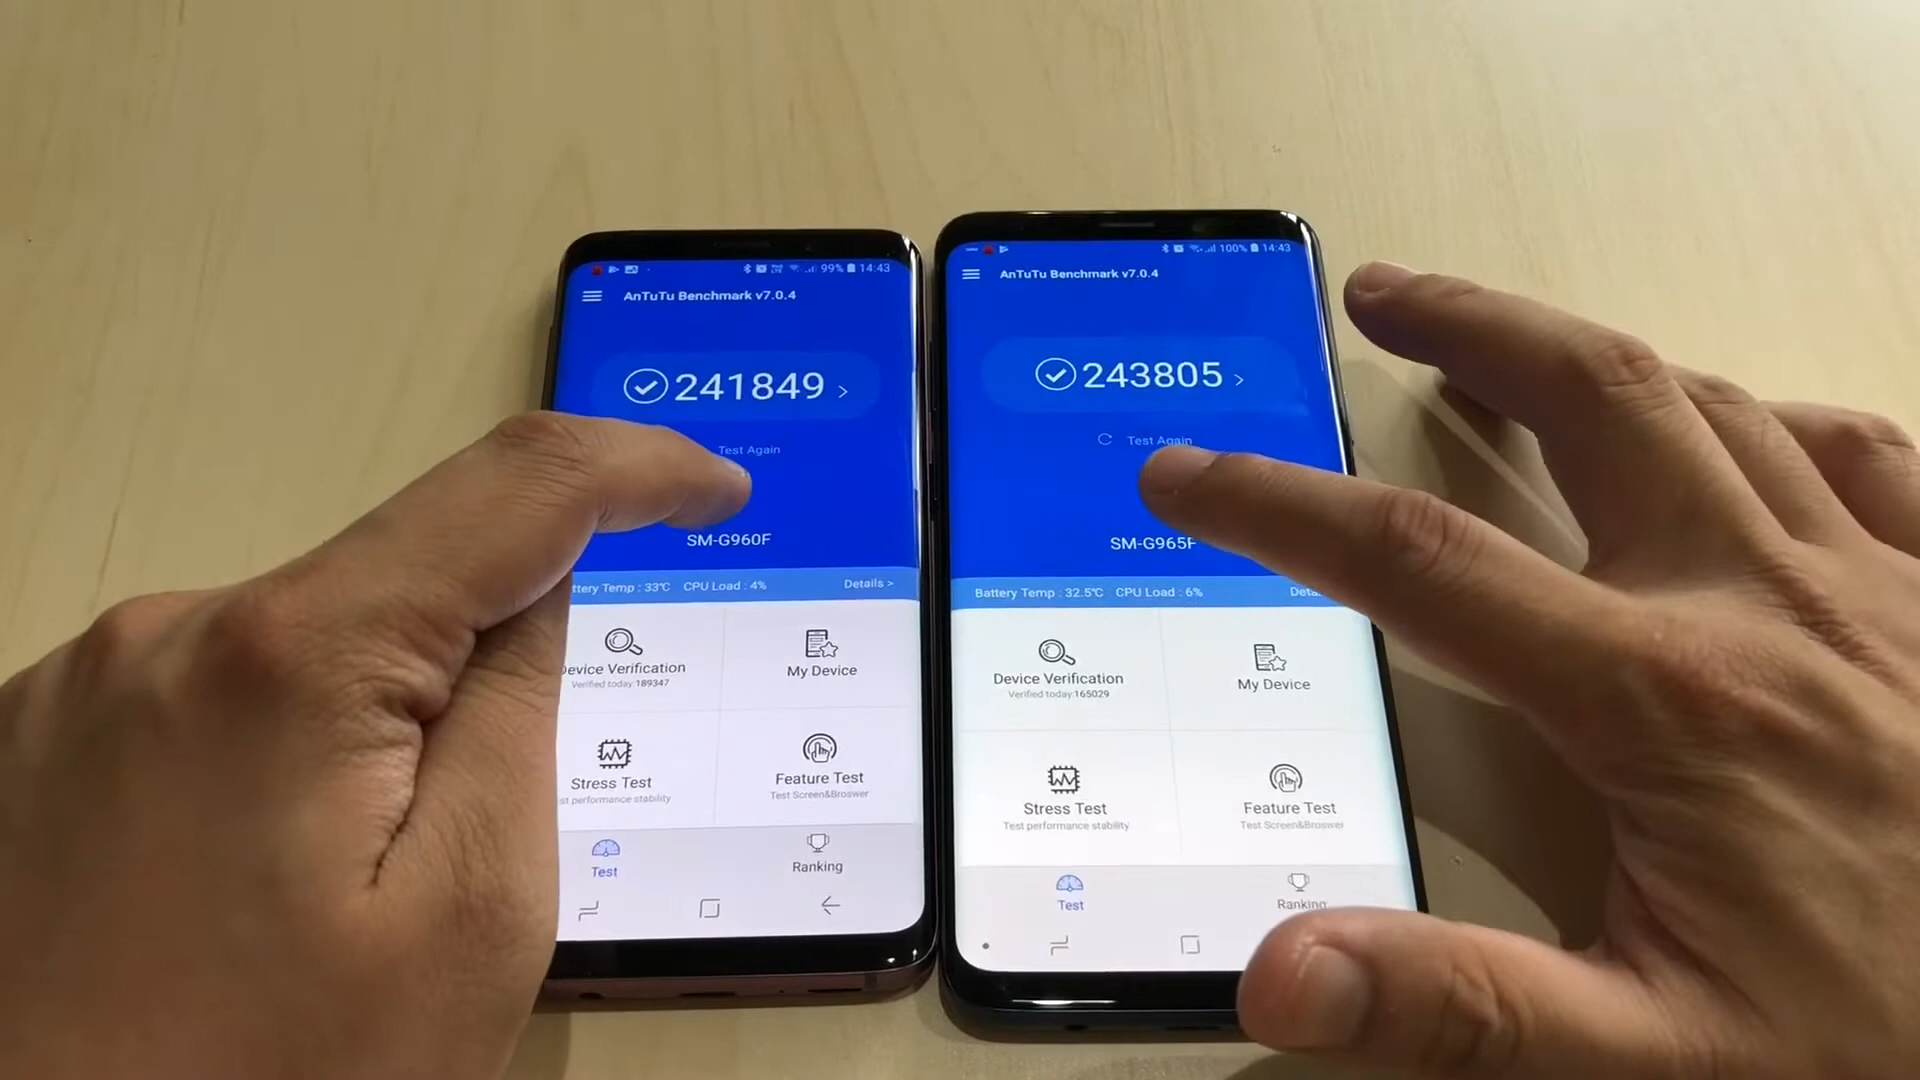 99% 14:43
AnTuTu Benchmark v7.0.4
241849 >
Test Again
SM-G960F
ttery Temp : 33℃ CPU Load : 4% Details >
evice Verification
Verified today:189347
My Device
Stress Test
st performance stability
Feature Test
Test Screen&Broswer
Test
Ranking
100% 14:43
AnTuTu Benchmark v7.0.4
243805 >
Test Again
SM-G965F
Battery Temp : 32.5℃ CPU Load : 6% Deta
Device Verification
Verified today:165029
My Device
Stress Test
Test performance stability
Feature Test
Test Screen&Broswer
Test
Ranking